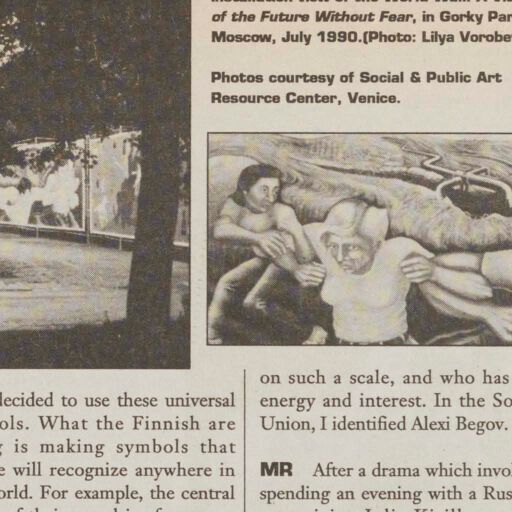 of the Future Without Fear, in Gorky Par
Moscow, July 1990.(Photo: Lilya Vorobe
Photos courtesy of Social & Public Art
Resource Center, Venice.
decided to use these universal
ols. What the Finnish are
g is making symbols that
e will recognize anywhere in
orld. For example, the central
on such a scale, and who has
energy and interest. In the So
Union, I identified Alexi Begov.
MR After a drama which invol
spending an evening with a Rus